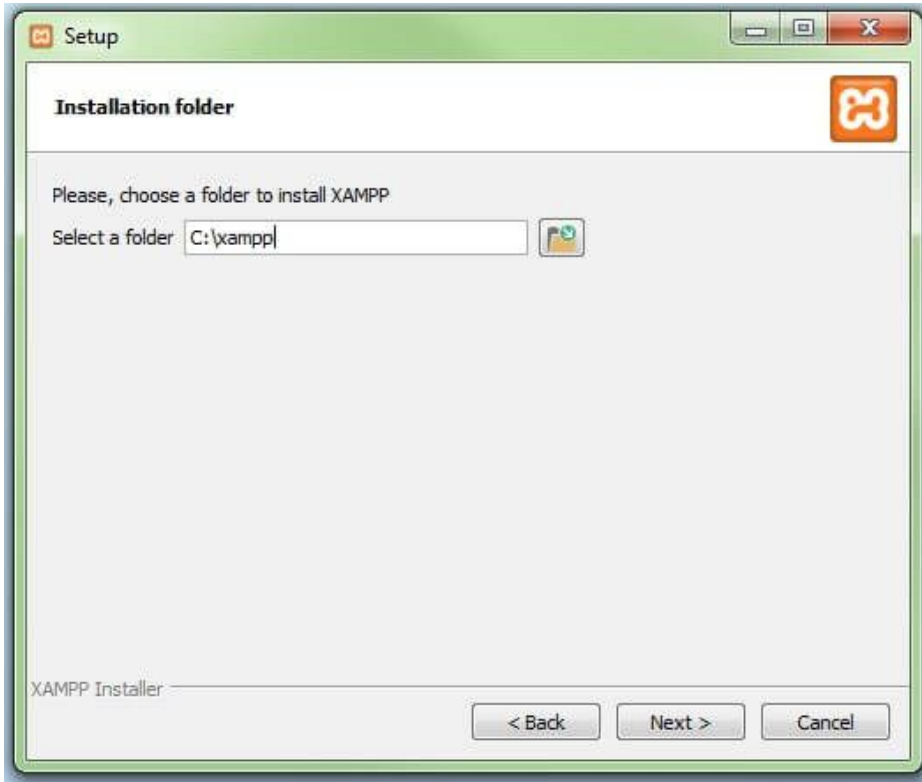 Setup
Installation folder
Please, choose a folder to install XAMPP
Select a folder C:\xampp
XAMPP Installer
< Back Next > Cancel